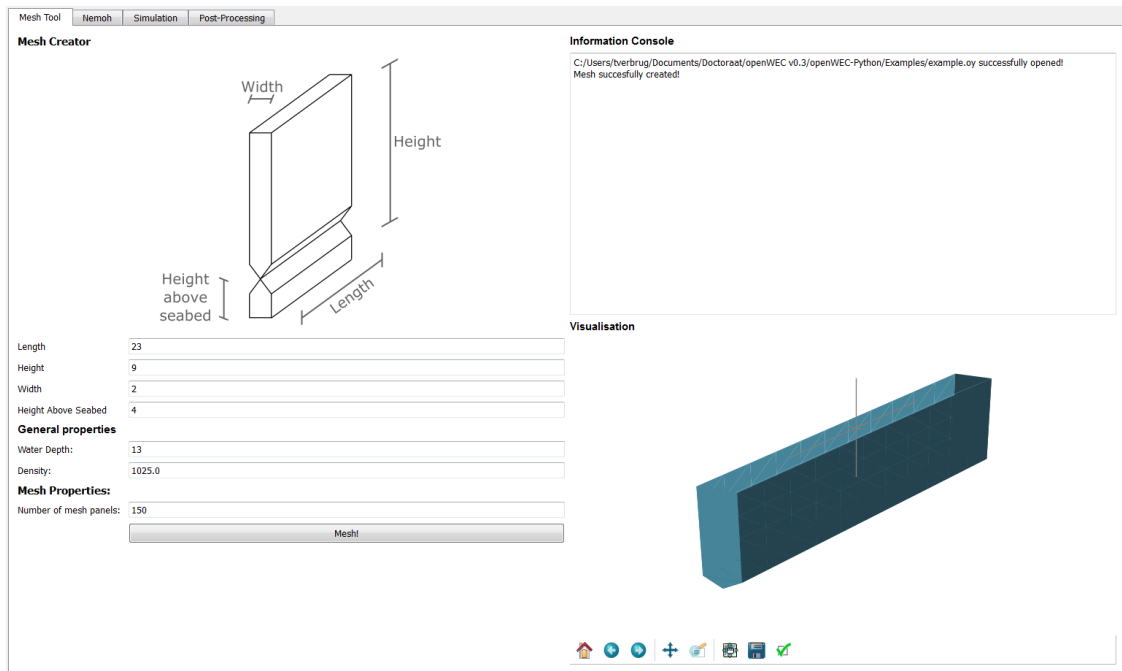 Mesh Tool
Nemoh
Simulation
Post-Processing
Mesh Creator
Width
Height
Height
above
seabed
Length
Length 23
Height 9
Width 2
Height Above Seabed 4
General properties
Water Depth: 13
Density: 1025.0
Mesh Properties:
Number of mesh panels: 150
Mesh!
Information Console
C:/Users/tverbrug/Documents/Doctoraat/openWEC v0.3/openWEC-Python/Examples/example.oy successfully opened!
Mesh succesfully created!
Visualisation